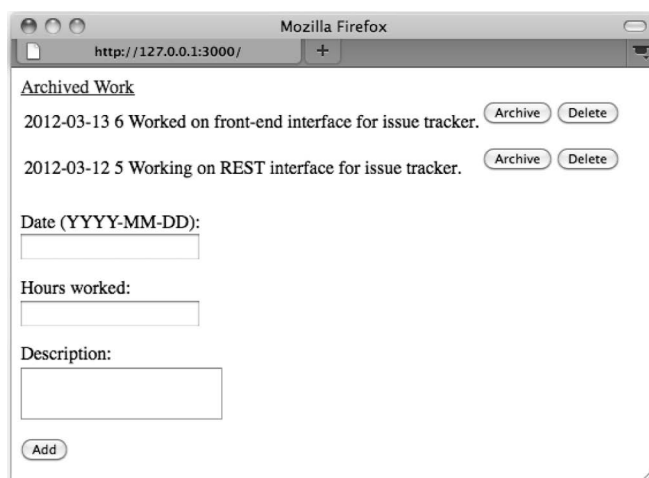 Mozilla Firefox
http://127.0.0.1:3000/ +
Archived Work
2012-03-13 6 Worked on front-end interface for issue tracker. Archive Delete
2012-03-12 5 Working on REST interface for issue tracker. Archive Delete
Date (YYYY-MM-DD):
Hours worked:
Description:
Add